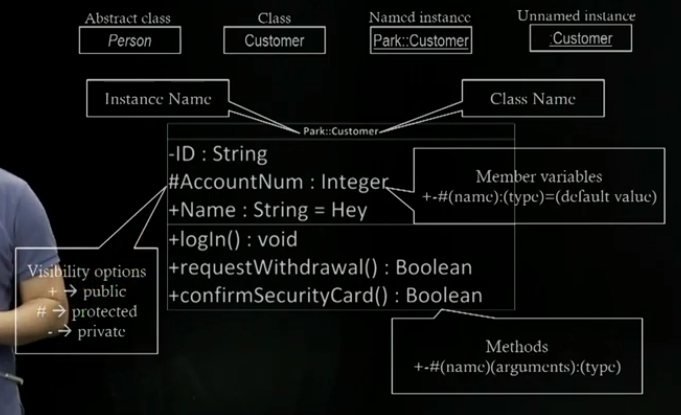 Abstract class
Person
Class
Customer
Named instance
Park::Customer
Unnamed instance
:Customer
Instance Name
Class Name
Park::Customer
-ID : String
#AccountNum : Integer
+Name : String = Hey
+logIn() : void
+requestWithdrawal() : Boolean
+confirmSecurityCard() : Boolean
Member variables
+-#(name):(type)=(default value)
Visibility options
+ → public
# → protected
- → private
Methods
+-#(name)(arguments):(type)